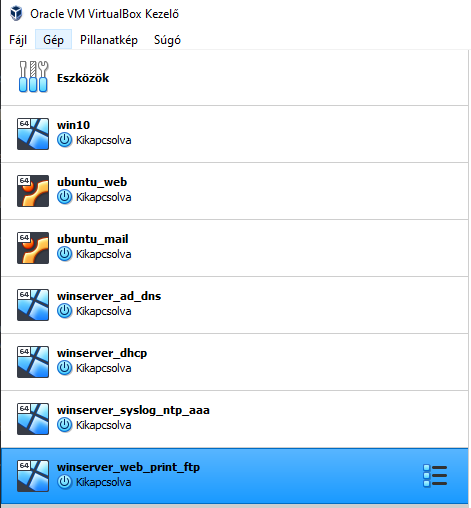 Oracle VM VirtualBox Kezelő
Fájl Gép Pillanatkép Súgó
Eszközök
64
win10
Kikapcsolva
64
ubuntu_web
Kikapcsolva
64
ubuntu_mail
Kikapcsolva
64
winserver_ad_dns
Kikapcsolva
64
winserver_dhcp
Kikapcsolva
64
winserver_syslog_ntp_aaa
Kikapcsolva
64
winserver_web_print_ftp
Kikapcsolva